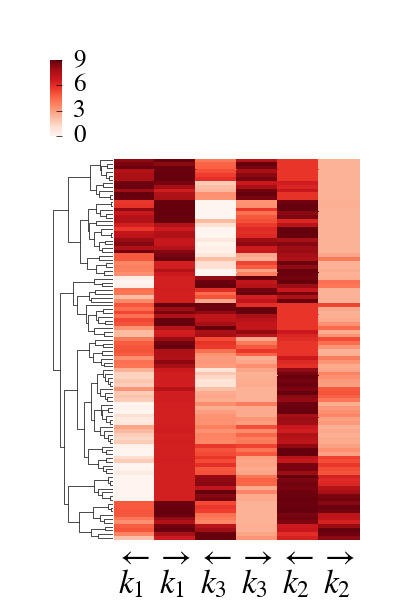 9
6
3
0
← → ← → ← →
k₁ k₁ k₃ k₃ k₂ k₂